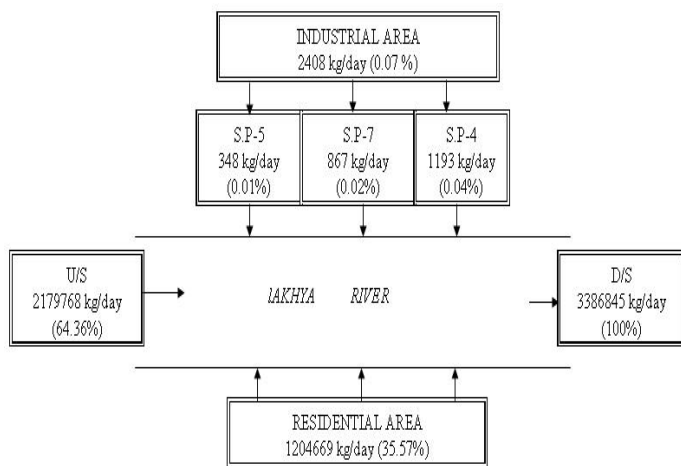 INDUSTRIAL AREA
2408 kg/day (0.07 %)
S.P-5
348 kg/day
(0.01%)
S.P-7
867 kg/day
(0.02%)
S.P-4
1193 kg/day
(0.04%)
U/S
2179768 kg/day
(64.36%)
lAKHYA RIVER
D/S
3386845 kg/day
(100%)
RESIDENTIAL AREA
1204669 kg/day (35.57%)